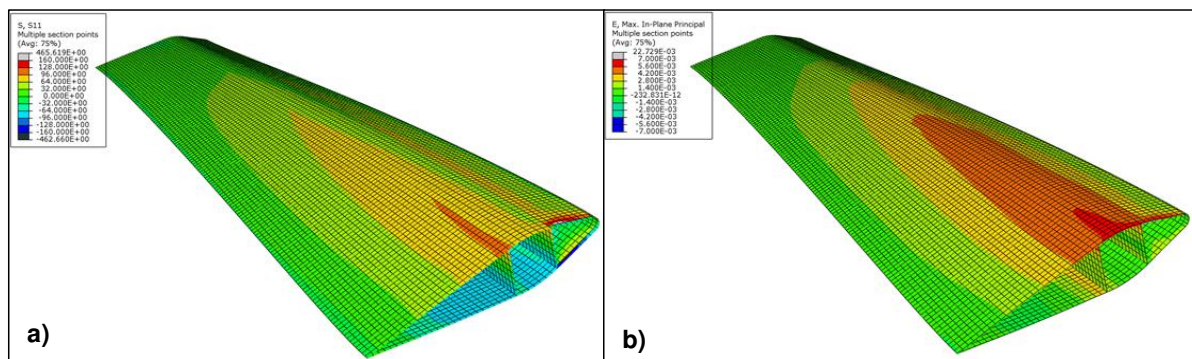 S, S11
Multiple section points
(Avg: 75%)
465.619E+00
160.000E+00
128.000E+00
96.000E+00
64.000E+00
32.000E+00
0.000E+00
-32.000E+00
-64.000E+00
-96.000E+00
-128.000E+00
-160.000E+00
-462.660E+00
a)
E, Max. In-Plane Principal
Multiple section points
(Avg: 75%)
22.729E-03
7.000E-03
5.600E-03
4.200E-03
2.800E-03
1.400E-03
-232.831E-12
-1.400E-03
-2.800E-03
-4.200E-03
-5.600E-03
-7.000E-03
b)